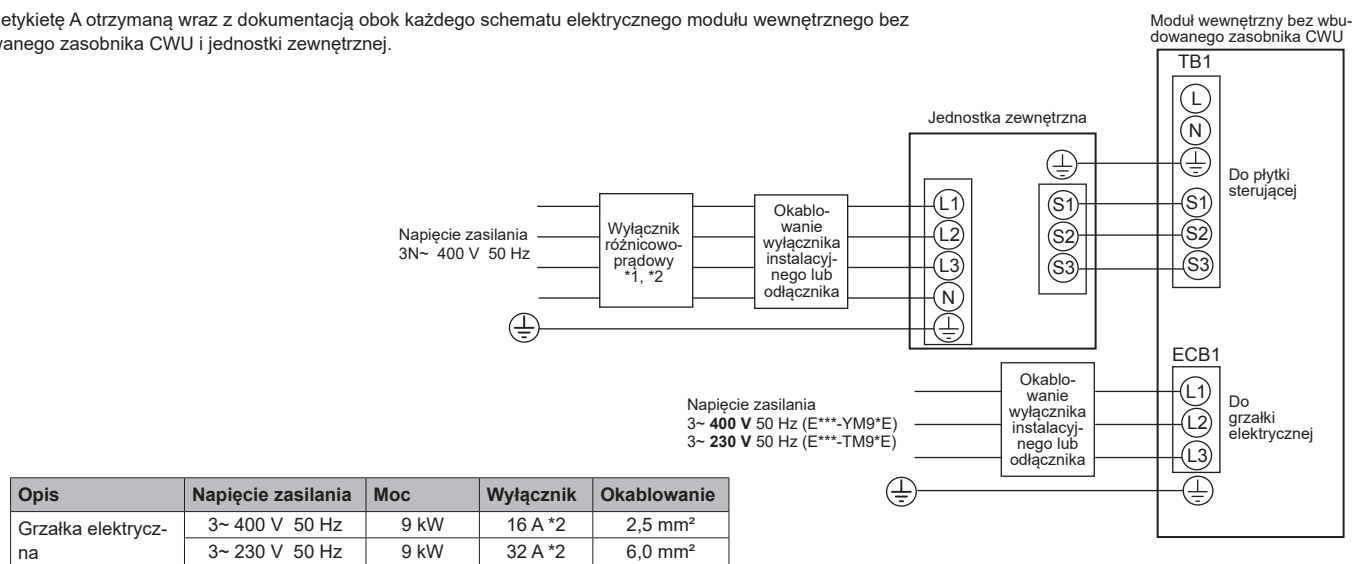 etykietę A otrzymaną wraz z dokumentacją obok każdego schematu elektrycznego modułu wewnętrznego bez
wanego zasobnika CWU i jednostki zewnętrznej.
Moduł wewnętrzny bez wbu-
dowanego zasobnika CWU
TB1
L
N
Jednostka zewnętrzna
Do płytki
sterującej
Napięcie zasilania
3N~ 400 V 50 Hz
Wyłącznik
różnicowo-
prądowy
*1, *2
Okablo-
wanie
wyłącznika
instalacyj-
nego lub
odłącznika
L1
L2
L3
N
S1
S2
S3
S1
S2
S3
ECB1
Napięcie zasilania
3~ 400 V 50 Hz (E***-YM9*E)
3~ 230 V 50 Hz (E***-TM9*E)
Okablo-
wanie
wyłącznika
instalacyj-
nego lub
odłącznika
L1
L2
L3
Do
grzałki
elektrycznej
Opis Napięcie zasilania Moc Wyłącznik Okablowanie
Grzałka elektrycz-
na
3~ 400 V 50 Hz 9 kW 16 A *2 2,5 mm²
3~ 230 V 50 Hz 9 kW 32 A *2 6,0 mm²